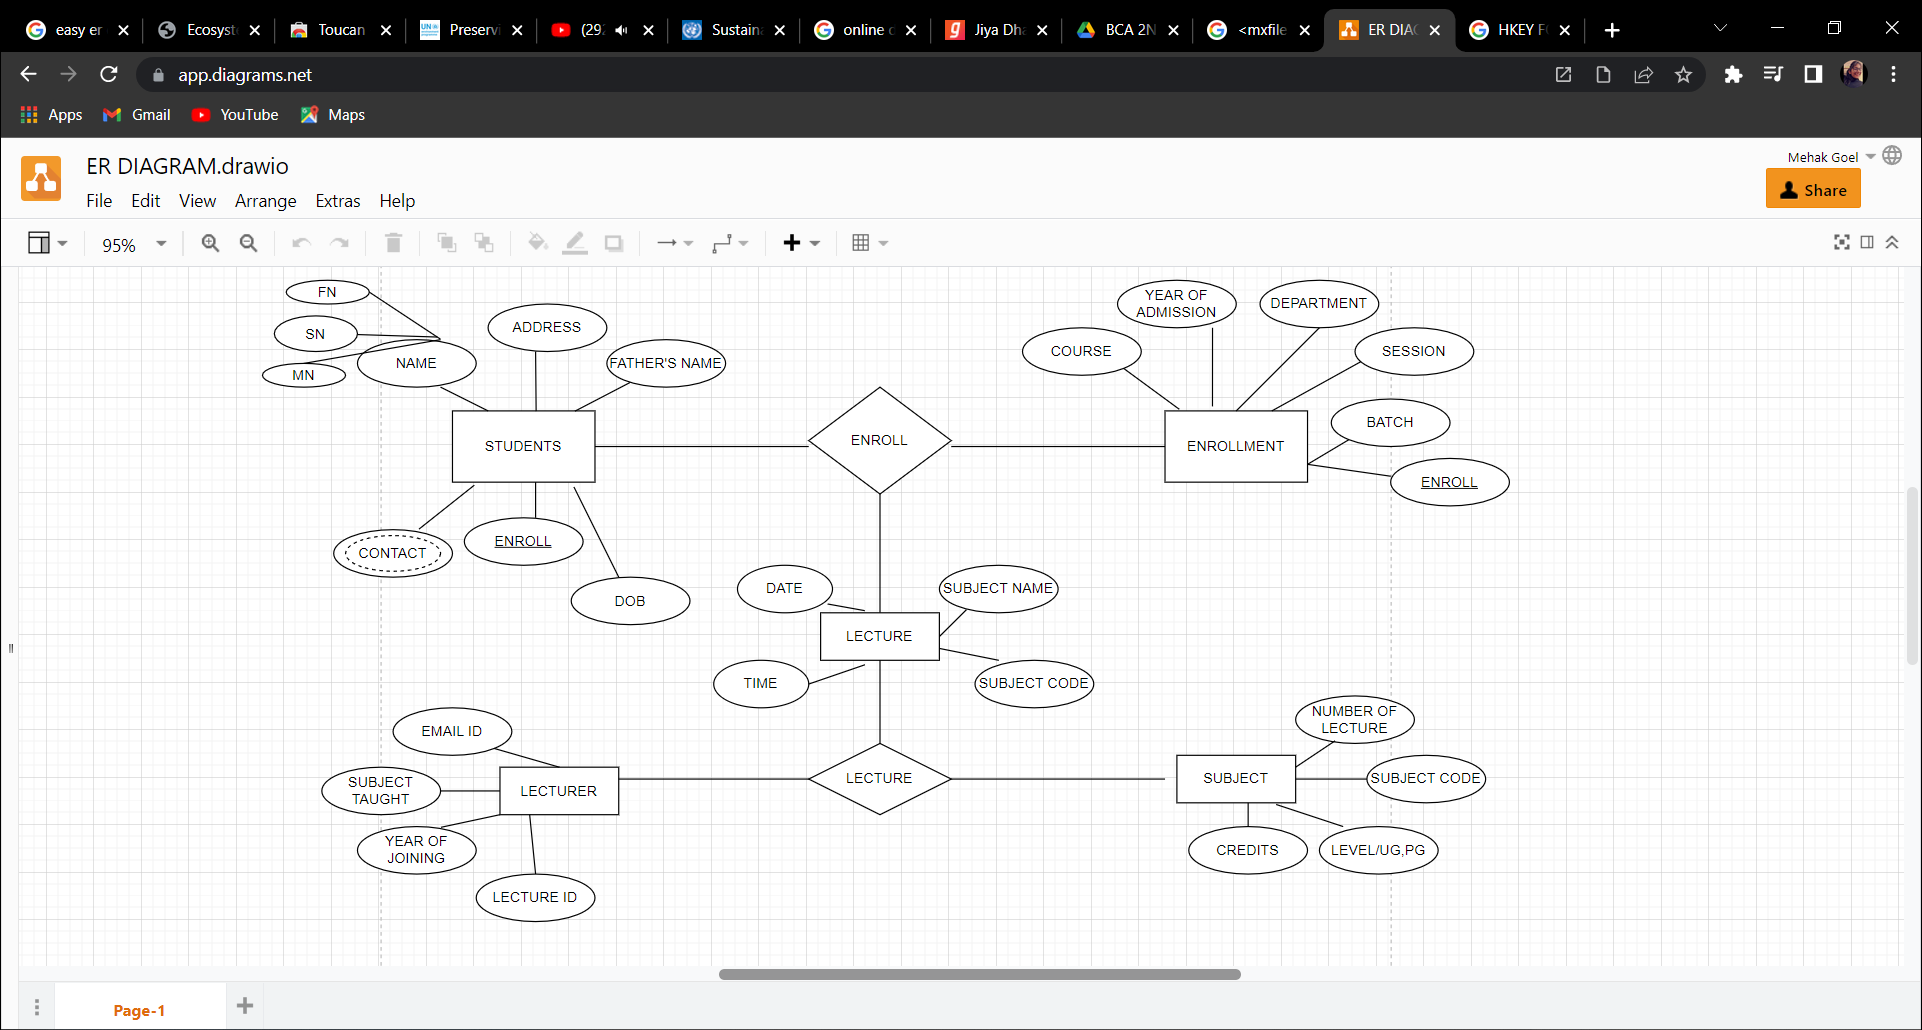 easy er
Ecosyst
Toucan
Preservi
(292
Sustain
online c
Jiya Dha
BCA 2N
<mxfile
ER DIAG
HKEY F
app.diagrams.net
Apps
Gmail
YouTube
Maps
ER DIAGRAM.drawio
Mehak Goel
File Edit View Arrange Extras Help
Share
95%
FN
SN
MN
NAME
ADDRESS
FATHER'S NAME
STUDENTS
CONTACT
ENROLL
DOB
ENROLL
YEAR OF
ADMISSION
DEPARTMENT
COURSE
SESSION
BATCH
ENROLLMENT
ENROLL
DATE
SUBJECT NAME
LECTURE
TIME
SUBJECT CODE
EMAIL ID
SUBJECT
TAUGHT
LECTURER
YEAR OF
JOINING
LECTURE ID
LECTURE
NUMBER OF
LECTURE
SUBJECT
SUBJECT CODE
CREDITS
LEVEL/UG,PG
Page-1